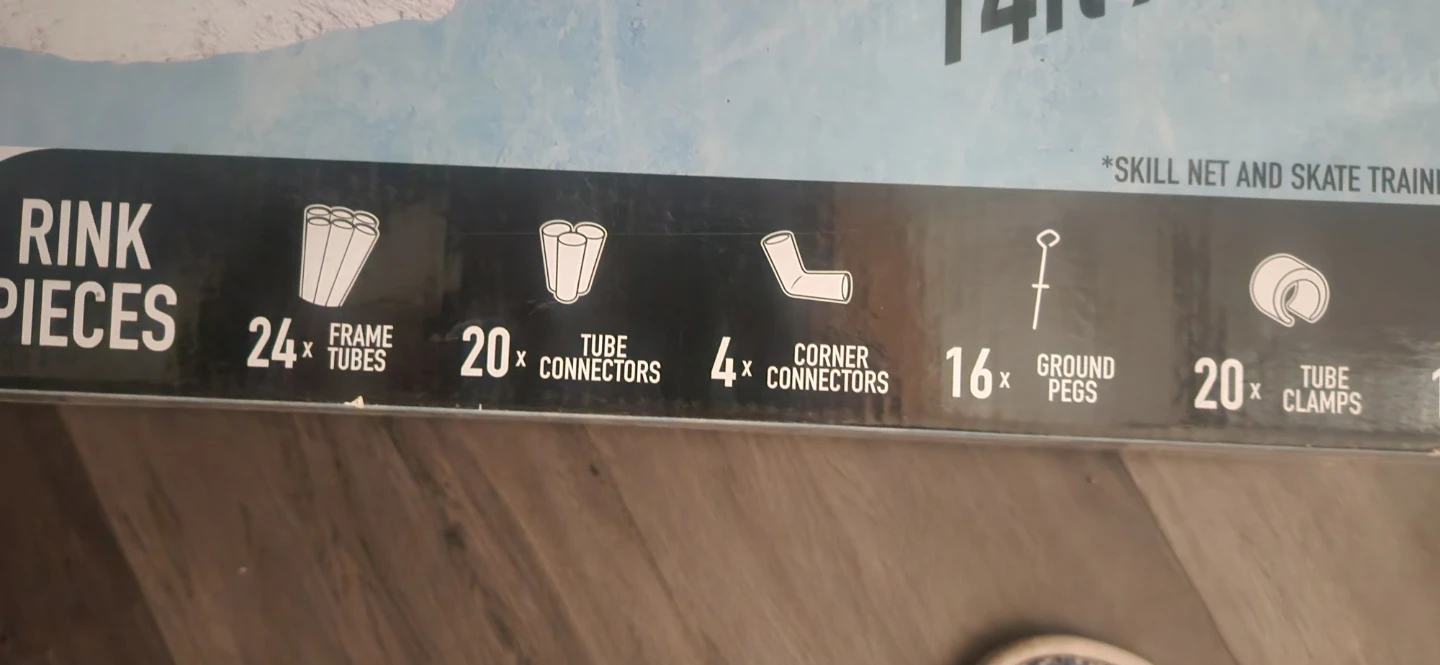 14ft
*SKILL NET AND SKATE
RINK
PIECES
24x FRAME
TUBES
20x TUBE
CONNECTORS
4x CORNER
CONNECTORS
16x GROUND
PEGS
20x TUBE
CLAMPS